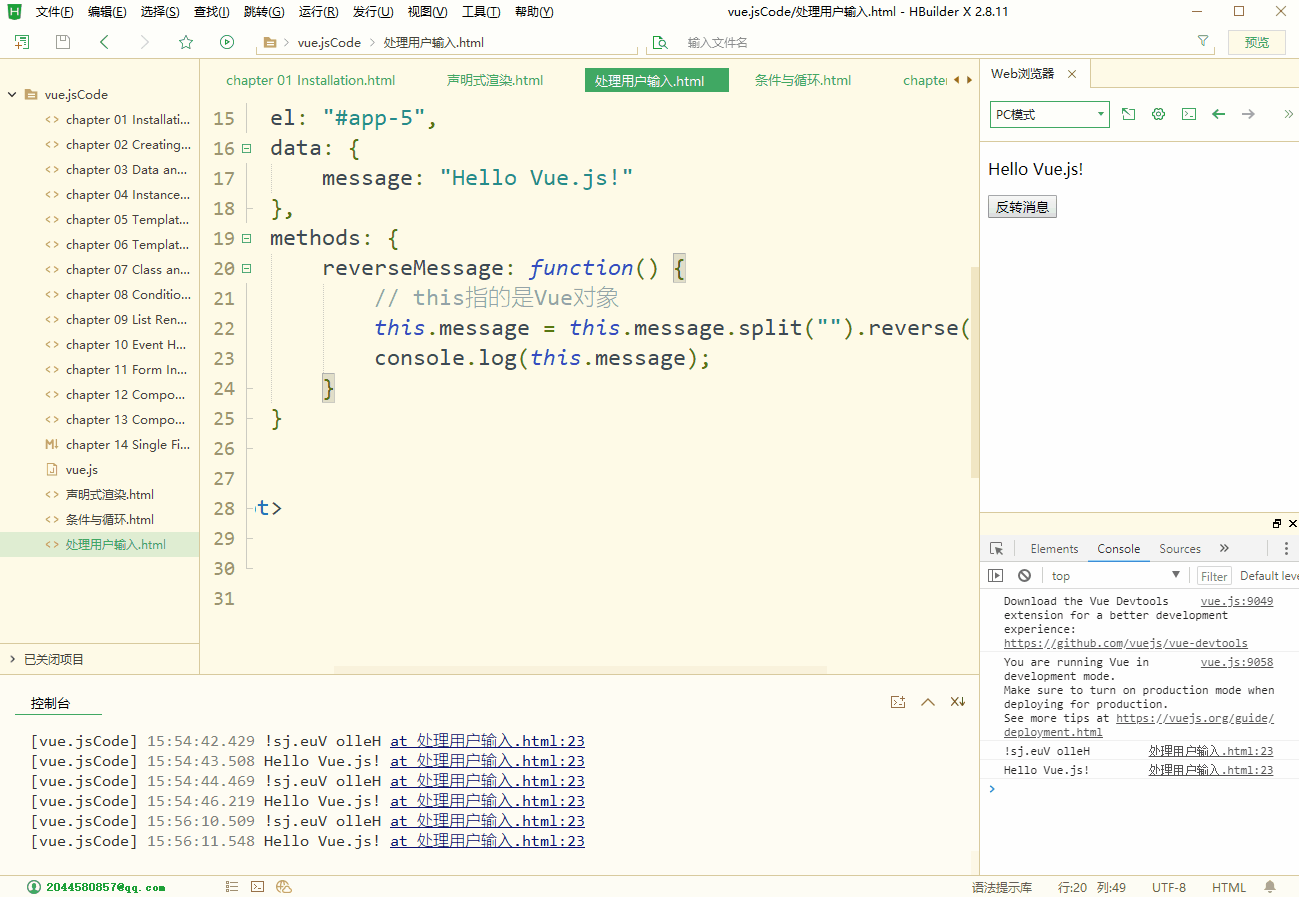 文件(F) 编辑(E) 选择(S) 查找(I) 跳转(G) 运行(R) 发行(U) 视图(V) 工具(T) 帮助(Y) vue.jsCode/处理用户输入.html - HBuilder X 2.8.11
vue.jsCode 处理用户输入.html 输入文件名 预览
chapter 01 Installation.html 声明式渲染.html 处理用户输入.html 条件与循环.html chapter
vue.jsCode
chapter 01 Installati...
chapter 02 Creating...
chapter 03 Data an...
chapter 04 Instance...
chapter 05 Templat...
chapter 06 Templat...
chapter 07 Class an...
chapter 08 Conditio...
chapter 09 List Ren...
chapter 10 Event H...
chapter 11 Form In...
chapter 12 Compo...
chapter 13 Compo...
chapter 14 Single Fi...
vue.js
声明式渲染.html
条件与循环.html
处理用户输入.html
已关闭项目
15 el: "#app-5",
16 data: {
17 message: "Hello Vue.js!"
18 },
19 methods: {
20 reverseMessage: function() {
21 // this指的是Vue对象
22 this.message = this.message.split("").reverse(
23 console.log(this.message);
24 }
25 }
26
27
28 t>
29
30
31
Web浏览器
PC模式
Hello Vue.js!
反转消息
Elements Console Sources
top Filter Default leve
Download the Vue Devtools vue.js:9049
extension for a better development
experience:
https://github.com/vuejs/vue-devtools
You are running Vue in vue.js:9058
development mode.
Make sure to turn on production mode when
deploying for production.
See more tips at https://vuejs.org/guide/
deployment.html
!sj.euV olleH 处理用户输入.html:23
Hello Vue.js! 处理用户输入.html:23
控制台
[vue.jsCode] 15:54:42.429 !sj.euV olleH at 处理用户输入.html:23
[vue.jsCode] 15:54:43.508 Hello Vue.js! at 处理用户输入.html:23
[vue.jsCode] 15:54:44.469 !sj.euV olleH at 处理用户输入.html:23
[vue.jsCode] 15:54:46.219 Hello Vue.js! at 处理用户输入.html:23
[vue.jsCode] 15:56:10.509 !sj.euV olleH at 处理用户输入.html:23
[vue.jsCode] 15:56:11.548 Hello Vue.js! at 处理用户输入.html:23
2044580857@qq.com 语法提示库 行:20 列:49 UTF-8 HTML